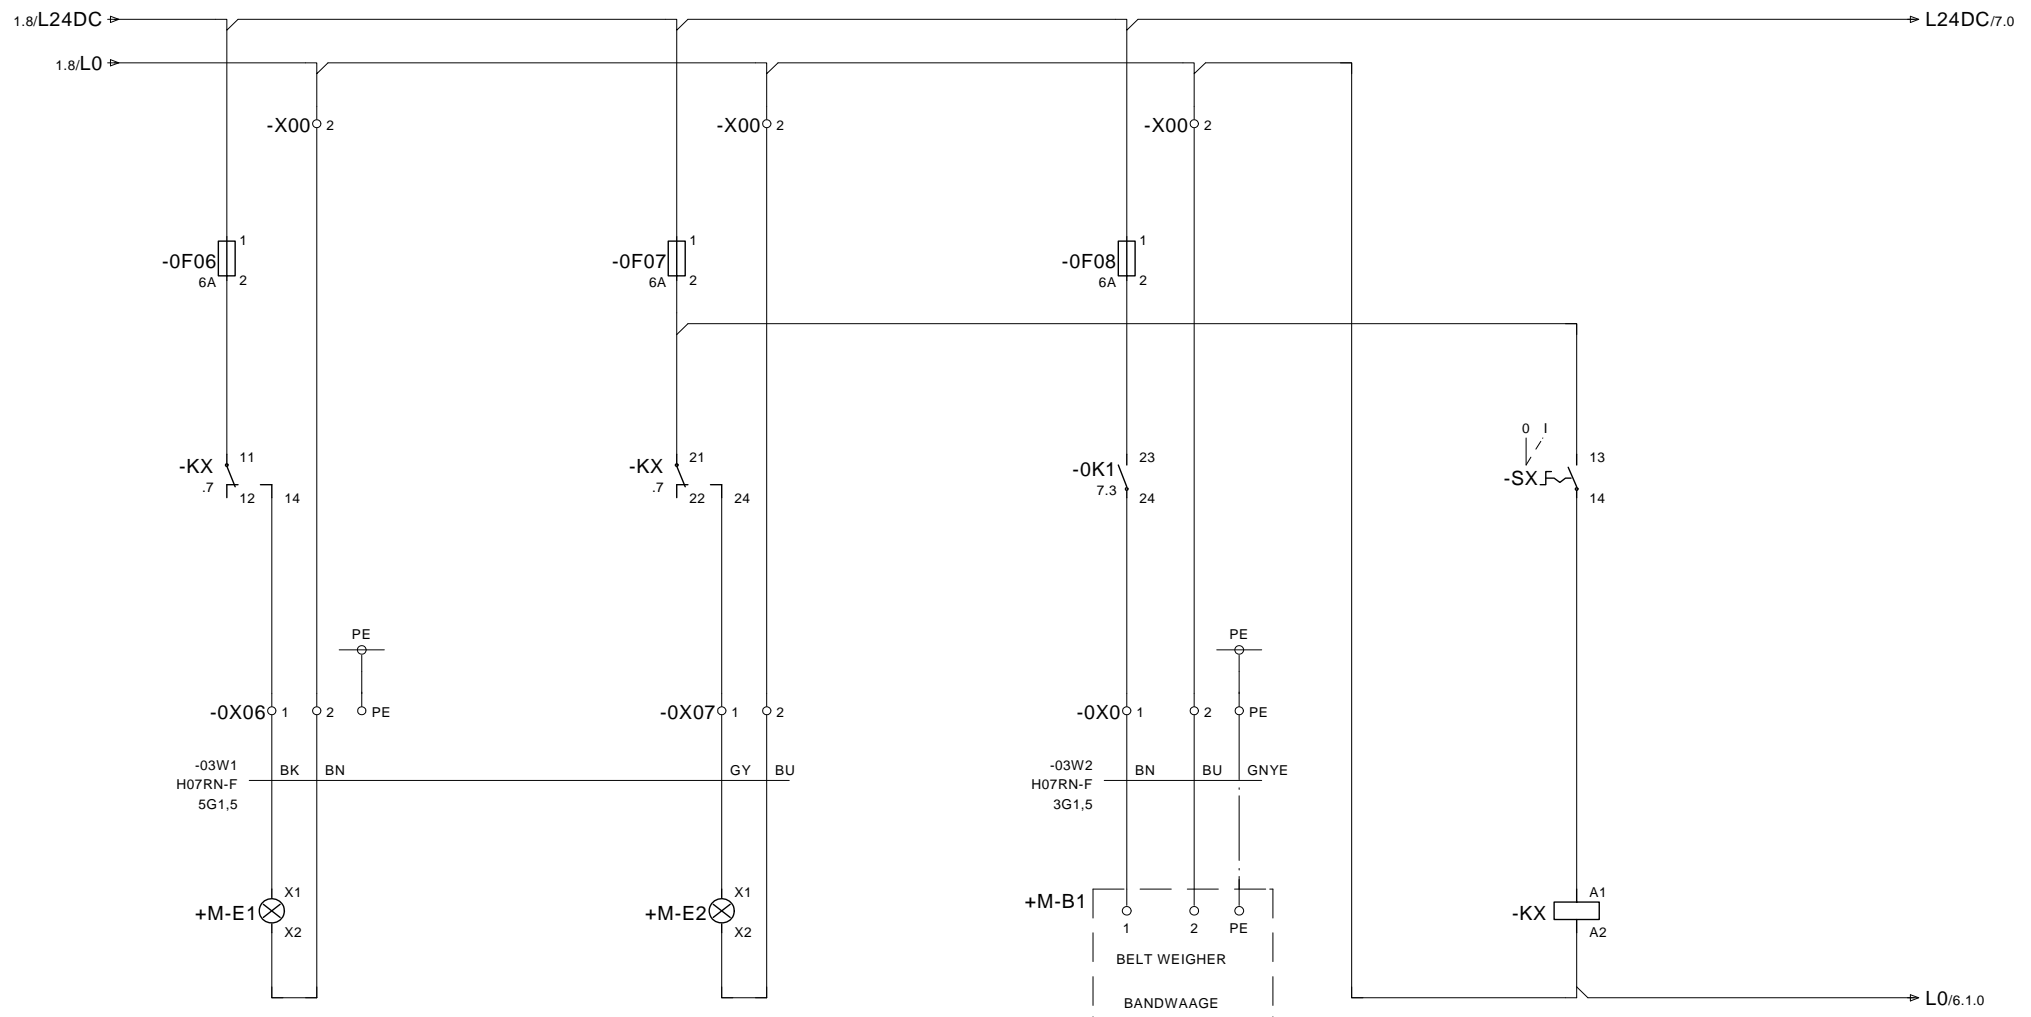 1.8/L24DC
L24DC/7.0
1.8/L0
-X00 2
-X00 2
-X00 2
-0F06 1
6A 2
-0F07 1
6A 2
-0F08 1
6A 2
0 I
-KX 11
.7 12 14
-KX 21
.7 22 24
-0K1 23
7.3 24
-SX 13
14
PE
PE
-0X06 1 2 PE
-0X07 1 2
-0X0 1 2 PE
-03W1 BK BN GY BU
H07RN-F
5G1,5
-03W2 BN BU GNYE
H07RN-F
3G1,5
+M-E1 X1
X2
+M-E2 X1
X2
+M-B1
1 2 PE
BELT WEIGHER
BANDWAAGE
-KX A1
A2
L0/6.1.0